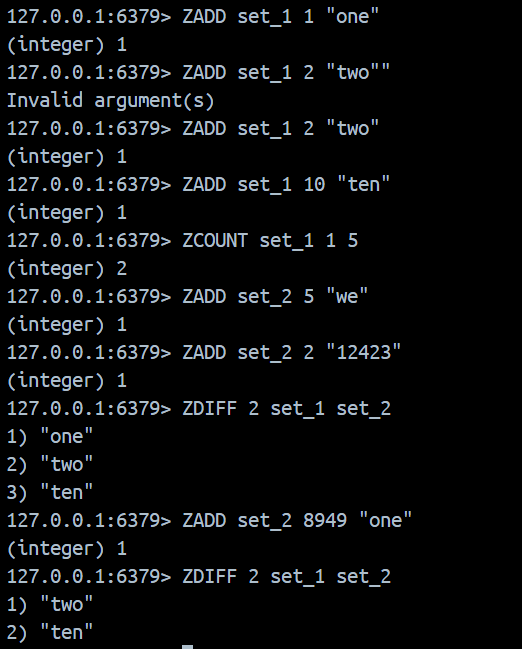 127.0.0.1:6379> ZADD set_1 1 "one"
(integer) 1
127.0.0.1:6379> ZADD set_1 2 "two""
Invalid argument(s)
127.0.0.1:6379> ZADD set_1 2 "two"
(integer) 1
127.0.0.1:6379> ZADD set_1 10 "ten"
(integer) 1
127.0.0.1:6379> ZCOUNT set_1 1 5
(integer) 2
127.0.0.1:6379> ZADD set_2 5 "we"
(integer) 1
127.0.0.1:6379> ZADD set_2 2 "12423"
(integer) 1
127.0.0.1:6379> ZDIFF 2 set_1 set_2
1) "one"
2) "two"
3) "ten"
127.0.0.1:6379> ZADD set_2 8949 "one"
(integer) 1
127.0.0.1:6379> ZDIFF 2 set_1 set_2
1) "two"
2) "ten"